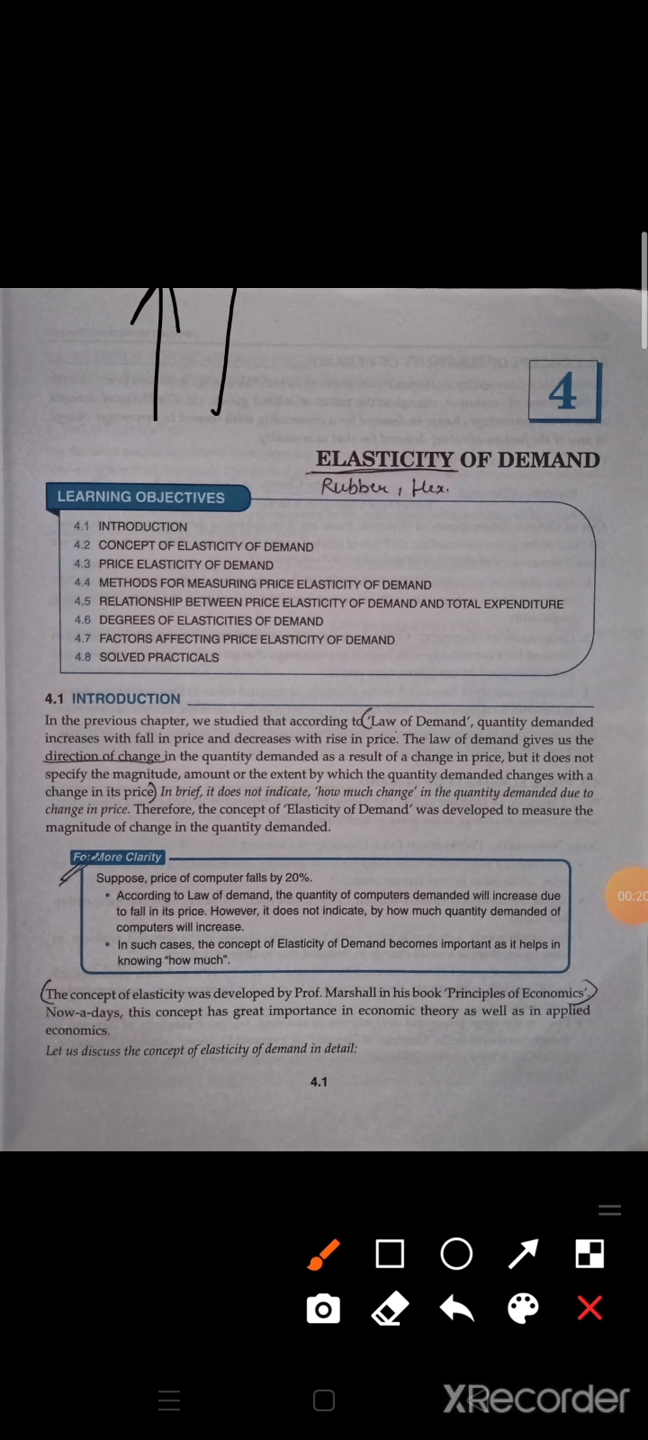 4
ELASTICITY OF DEMAND
Rubber, flex.
LEARNING OBJECTIVES
4.1 INTRODUCTION
4.2 CONCEPT OF ELASTICITY OF DEMAND
4.3 PRICE ELASTICITY OF DEMAND
4.4 METHODS FOR MEASURING PRICE ELASTICITY OF DEMAND
4.5 RELATIONSHIP BETWEEN PRICE ELASTICITY OF DEMAND AND TOTAL EXPENDITURE
4.6 DEGREES OF ELASTICITIES OF DEMAND
4.7 FACTORS AFFECTING PRICE ELASTICITY OF DEMAND
4.8 SOLVED PRACTICALS
4.1 INTRODUCTION
In the previous chapter, we studied that according to 'Law of Demand', quantity demanded
increases with fall in price and decreases with rise in price. The law of demand gives us the
direction of change in the quantity demanded as a result of a change in price, but it does not
specify the magnitude, amount or the extent by which the quantity demanded changes with a
change in its price. In brief, it does not indicate, 'how much change' in the quantity demanded due to
change in price. Therefore, the concept of 'Elasticity of Demand' was developed to measure the
magnitude of change in the quantity demanded.
For More Clarity
Suppose, price of computer falls by 20%.
• According to Law of demand, the quantity of computers demanded will increase due
to fall in its price. However, it does not indicate, by how much quantity demanded of
computers will increase.
• In such cases, the concept of Elasticity of Demand becomes important as it helps in
knowing "how much".
The concept of elasticity was developed by Prof. Marshall in his book 'Principles of Economics'.
Now-a-days, this concept has great importance in economic theory as well as in applied
economics.
Let us discuss the concept of elasticity of demand in detail:
4.1
00:20
XRecorder